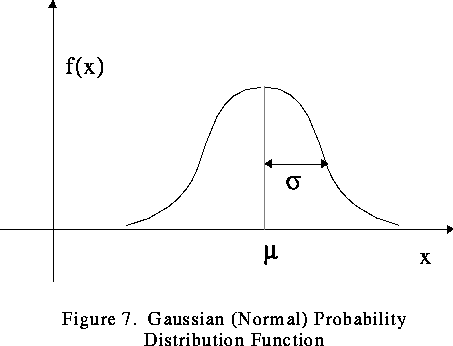 f(x)
σ
μ
x
Figure 7. Gaussian (Normal) Probability
Distribution Function